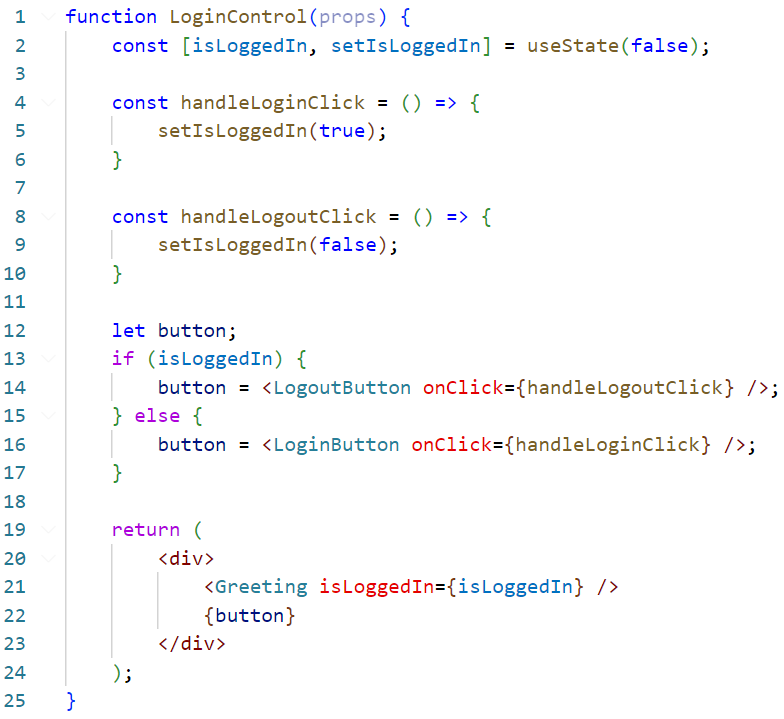 1 function LoginControl(props) {
2 const [isLoggedIn, setIsLoggedIn] = useState(false);
3
4 const handleLoginClick = () => {
5 setIsLoggedIn(true);
6 }
7
8 const handleLogoutClick = () => {
9 setIsLoggedIn(false);
10 }
11
12 let button;
13 if (isLoggedIn) {
14 button = <LogoutButton onClick={handleLogoutClick} />;
15 } else {
16 button = <LoginButton onClick={handleLoginClick} />;
17 }
18
19 return (
20 <div>
21 <Greeting isLoggedIn={isLoggedIn} />
22 {button}
23 </div>
24 );
25 }